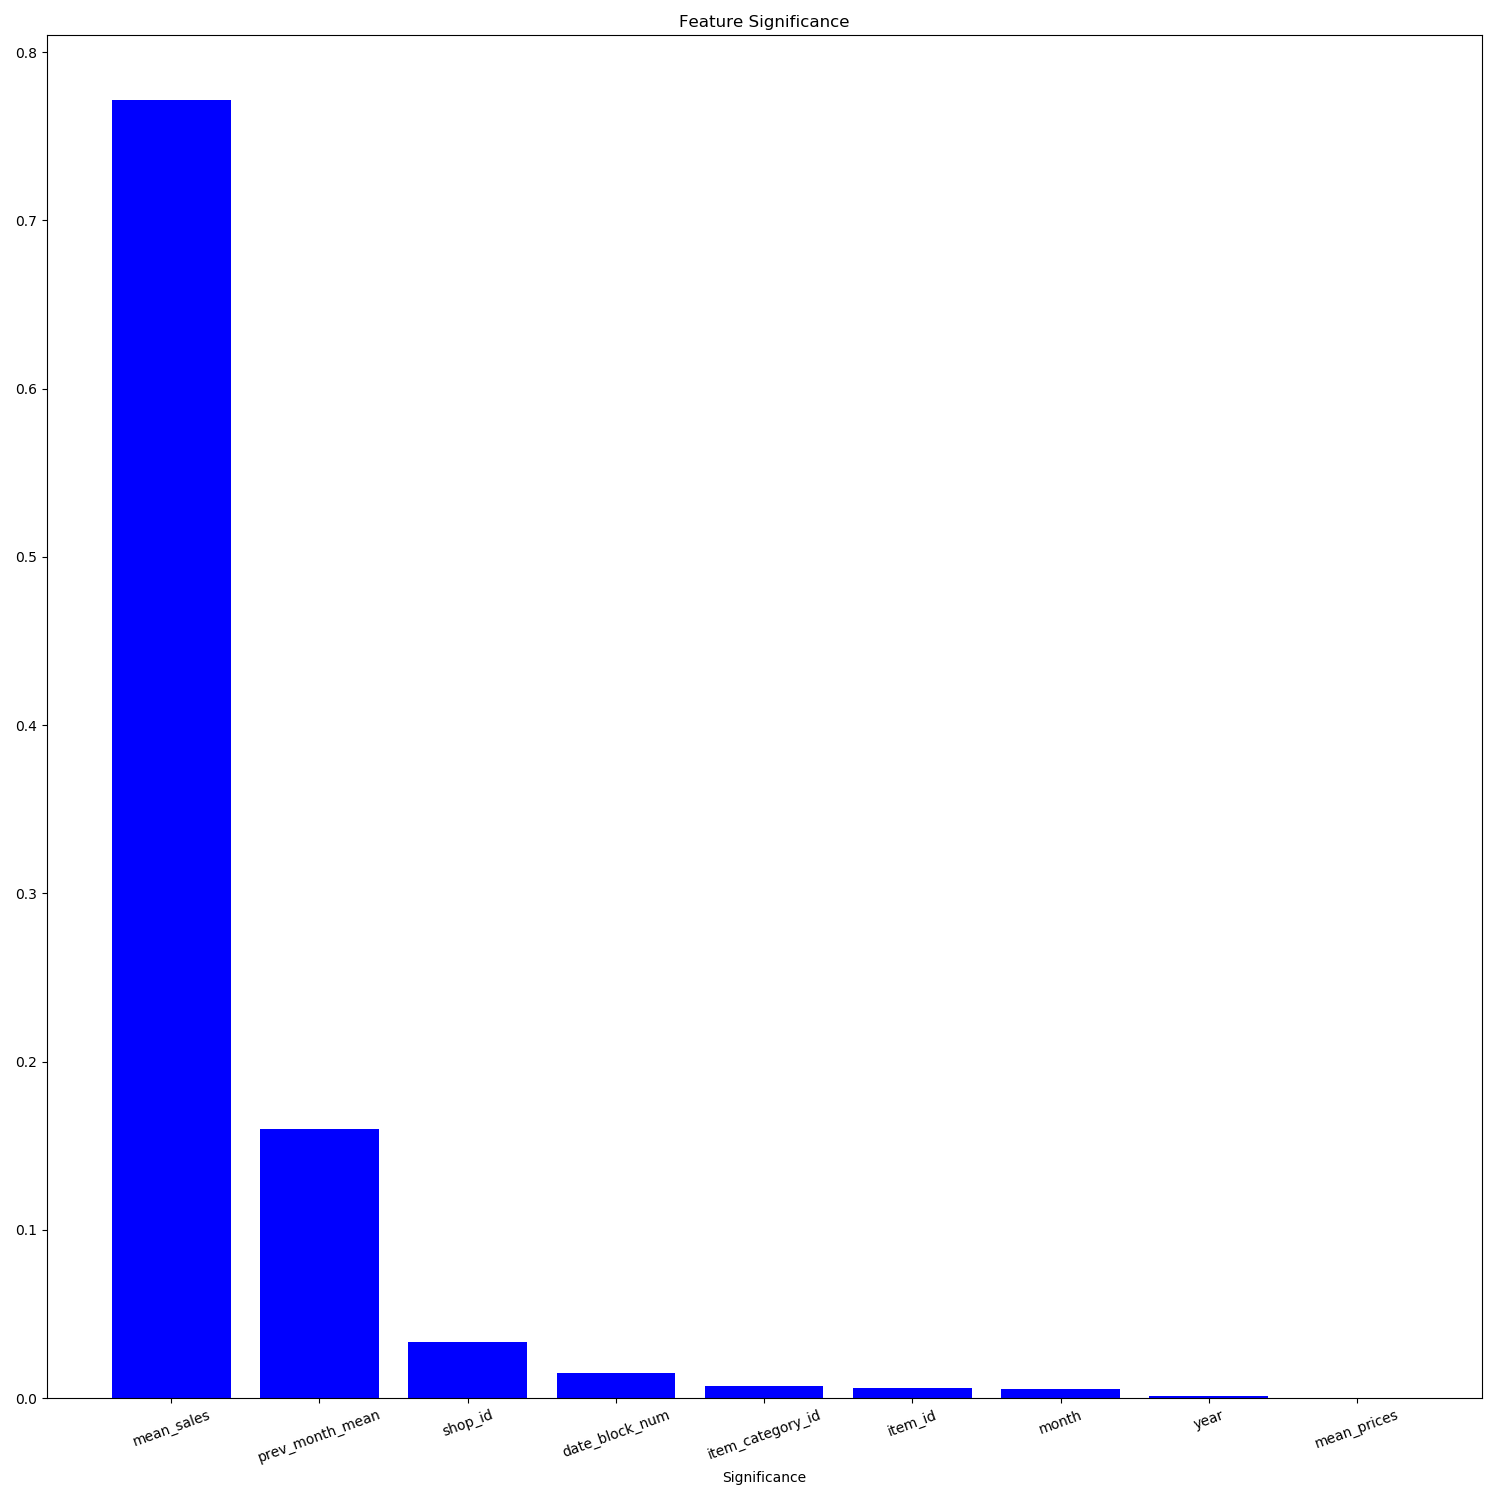 Feature Significance
0.8
0.7
0.6
0.5
0.4
0.3
0.2
0.1
0.0
mean_sales
prev_month_mean
shop_id
date_block_num
item_category_id
item_id
month
year
mean_prices
Significance